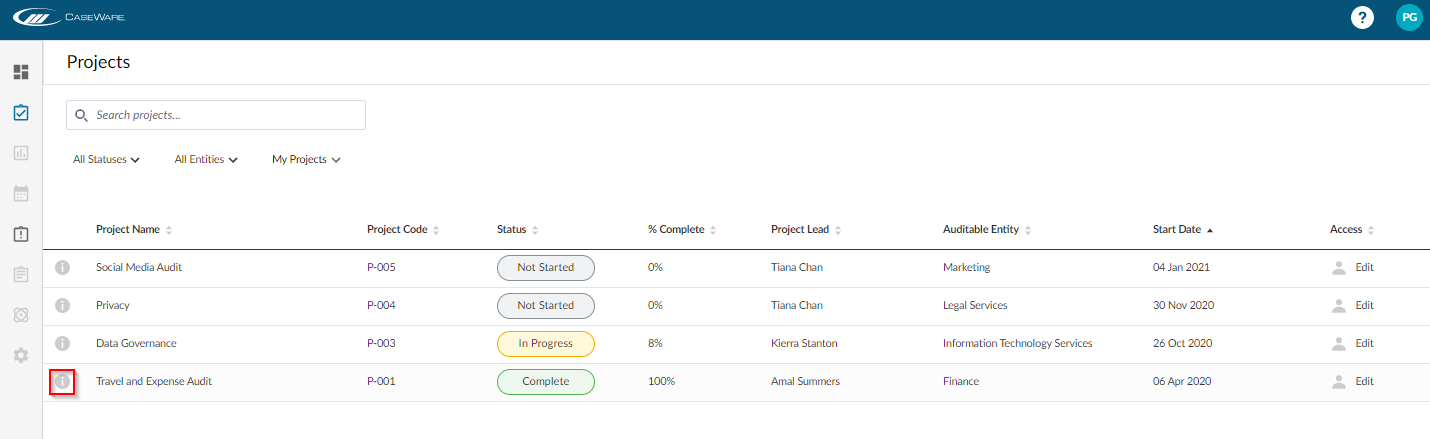 CASEWARE
? PG
Projects
Search projects...
All Statuses All Entities My Projects
Project Name Project Code Status % Complete Project Lead Auditable Entity Start Date Access
Social Media Audit P-005 Not Started 0% Tiana Chan Marketing 04 Jan 2021 Edit
Privacy P-004 Not Started 0% Tiana Chan Legal Services 30 Nov 2020 Edit
Data Governance P-003 In Progress 8% Kierra Stanton Information Technology Services 26 Oct 2020 Edit
Travel and Expense Audit P-001 Complete 100% Amal Summers Finance 06 Apr 2020 Edit